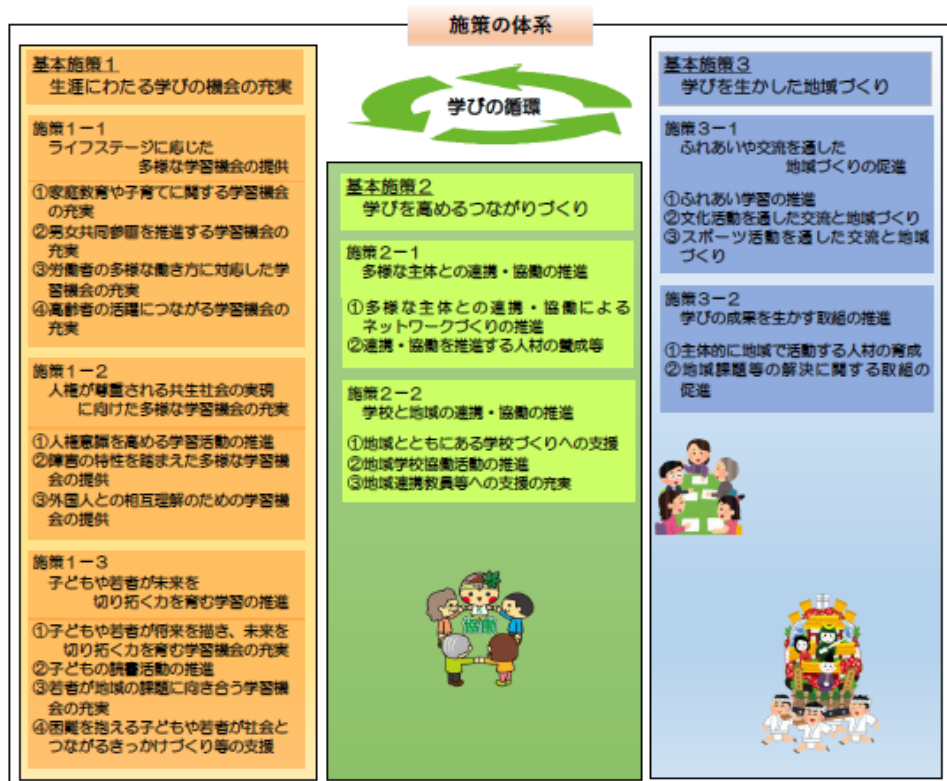 施策の体系
基本施策1
生涯にわたる学びの機会の充実
施策1-1
ライフステージに応じた
多様な学習機会の提供
①家庭教育や子育てに関する学習機会
の充実
②男女共同参画を推進する学習機会の
充実
③労働者の多様な働き方に対応した学
習機会の充実
④高齢者の活躍につながる学習機会の
充実
施策1-2
人権が尊重される共生社会の実現
に向けた多様な学習機会の充実
①人権意識を高める学習活動の推進
②障害の特性を踏まえた多様な学習機
会の提供
③外国人との相互理解のための学習機
会の提供
施策1-3
子どもや若者が未来を
切り拓く力を育む学習の推進
①子どもや若者が将来を描き、未来を
切り拓く力を育む学習機会の充実
②子どもの読書活動の推進
③若者が地域の課題に向き合う学習機
会の充実
④困難を抱える子どもや若者が社会と
つながるきっかけづくり等の支援
学びの循環
基本施策2
学びを高めるつながりづくり
施策2-1
多様な主体との連携・協働の推進
①多様な主体との連携・協働による
ネットワークづくりの推進
②連携・協働を推進する人材の養成等
施策2-2
学校と地域の連携・協働の推進
①地域とともにある学校づくりへの支援
②地域学校協働活動の推進
③地域連携教員等への支援の充実
協働
基本施策3
学びを生かした地域づくり
施策3-1
ふれあいや交流を通した
地域づくりの促進
①ふれあい学習の推進
②文化活動を通した交流と地域づくり
③スポーツ活動を通した交流と地域
づくり
施策3-2
学びの成果を生かす取組の推進
①主体的に地域で活動する人材の育成
②地域課題等の解決に関する取組の
促進